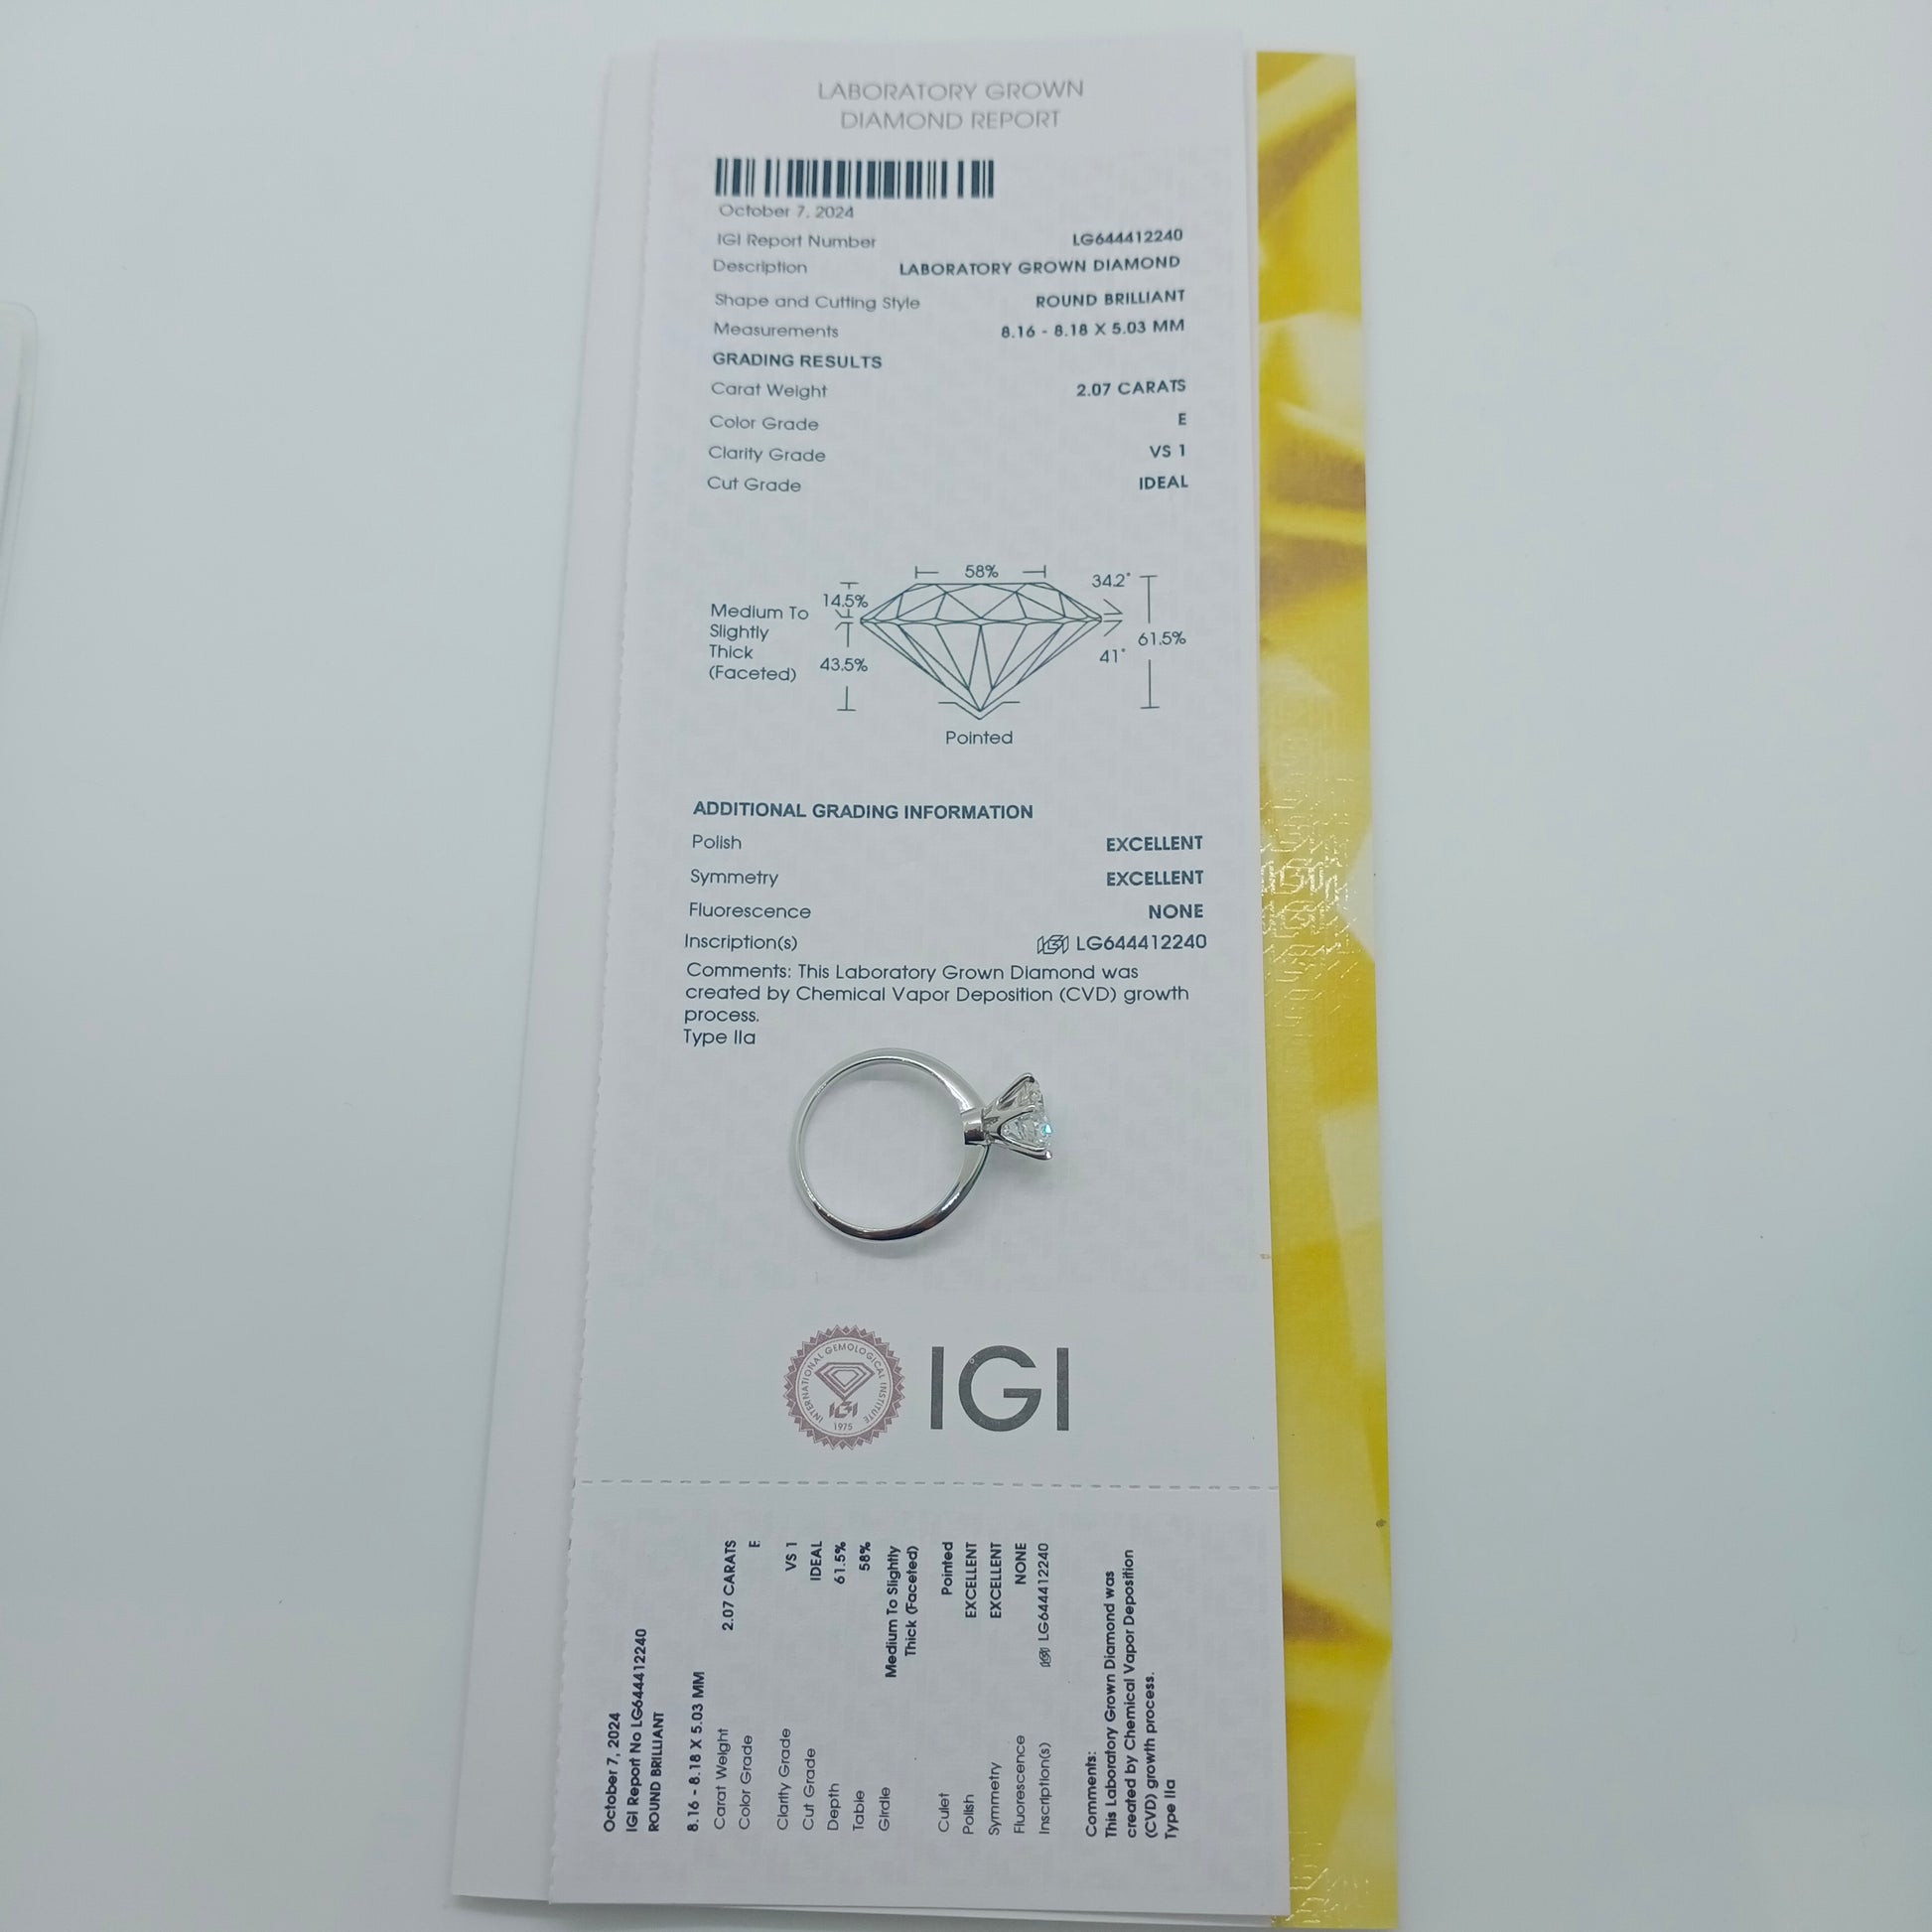 LABORATORY GROWN
DIAMOND REPORT
October 7, 2024
IGI Report Number LG644412240
Description LABORATORY GROWN DIAMOND
Shape and Cutting Style ROUND BRILLIANT
Measurements 8.16 - 8.18 X 5.03 MM
GRADING RESULTS
Carat Weight 2.07 CARATS
Color Grade E
Clarity Grade VS 1
Cut Grade IDEAL
58%
34.2°
14.5%
Medium To
Slightly
Thick
(Faceted)
43.5%
61.5%
41°
Pointed
ADDITIONAL GRADING INFORMATION
Polish EXCELLENT
Symmetry EXCELLENT
Fluorescence NONE
Inscription(s) IGI LG644412240
Comments: This Laboratory Grown Diamond was
created by Chemical Vapor Deposition (CVD) growth
process.
Type IIa
INTERNATIONAL GEMOLOGICAL INSTITUTE
IGI
1975
IGI
October 7, 2024
IGI Report No LG644412240
ROUND BRILLIANT
8.16 - 8.18 X 5.03 MM
Carat Weight 2.07 CARATS
Color Grade E
Clarity Grade VS 1
Cut Grade IDEAL
Depth 61.5%
Table 58%
Girdle Medium To Slightly
Thick (Faceted)
Culet Pointed
Polish EXCELLENT
Symmetry EXCELLENT
Fluorescence NONE
Inscription(s) IGI LG644412240
Comments:
This Laboratory Grown Diamond was
created by Chemical Vapor Deposition
(CVD) growth process.
Type IIa
IGI